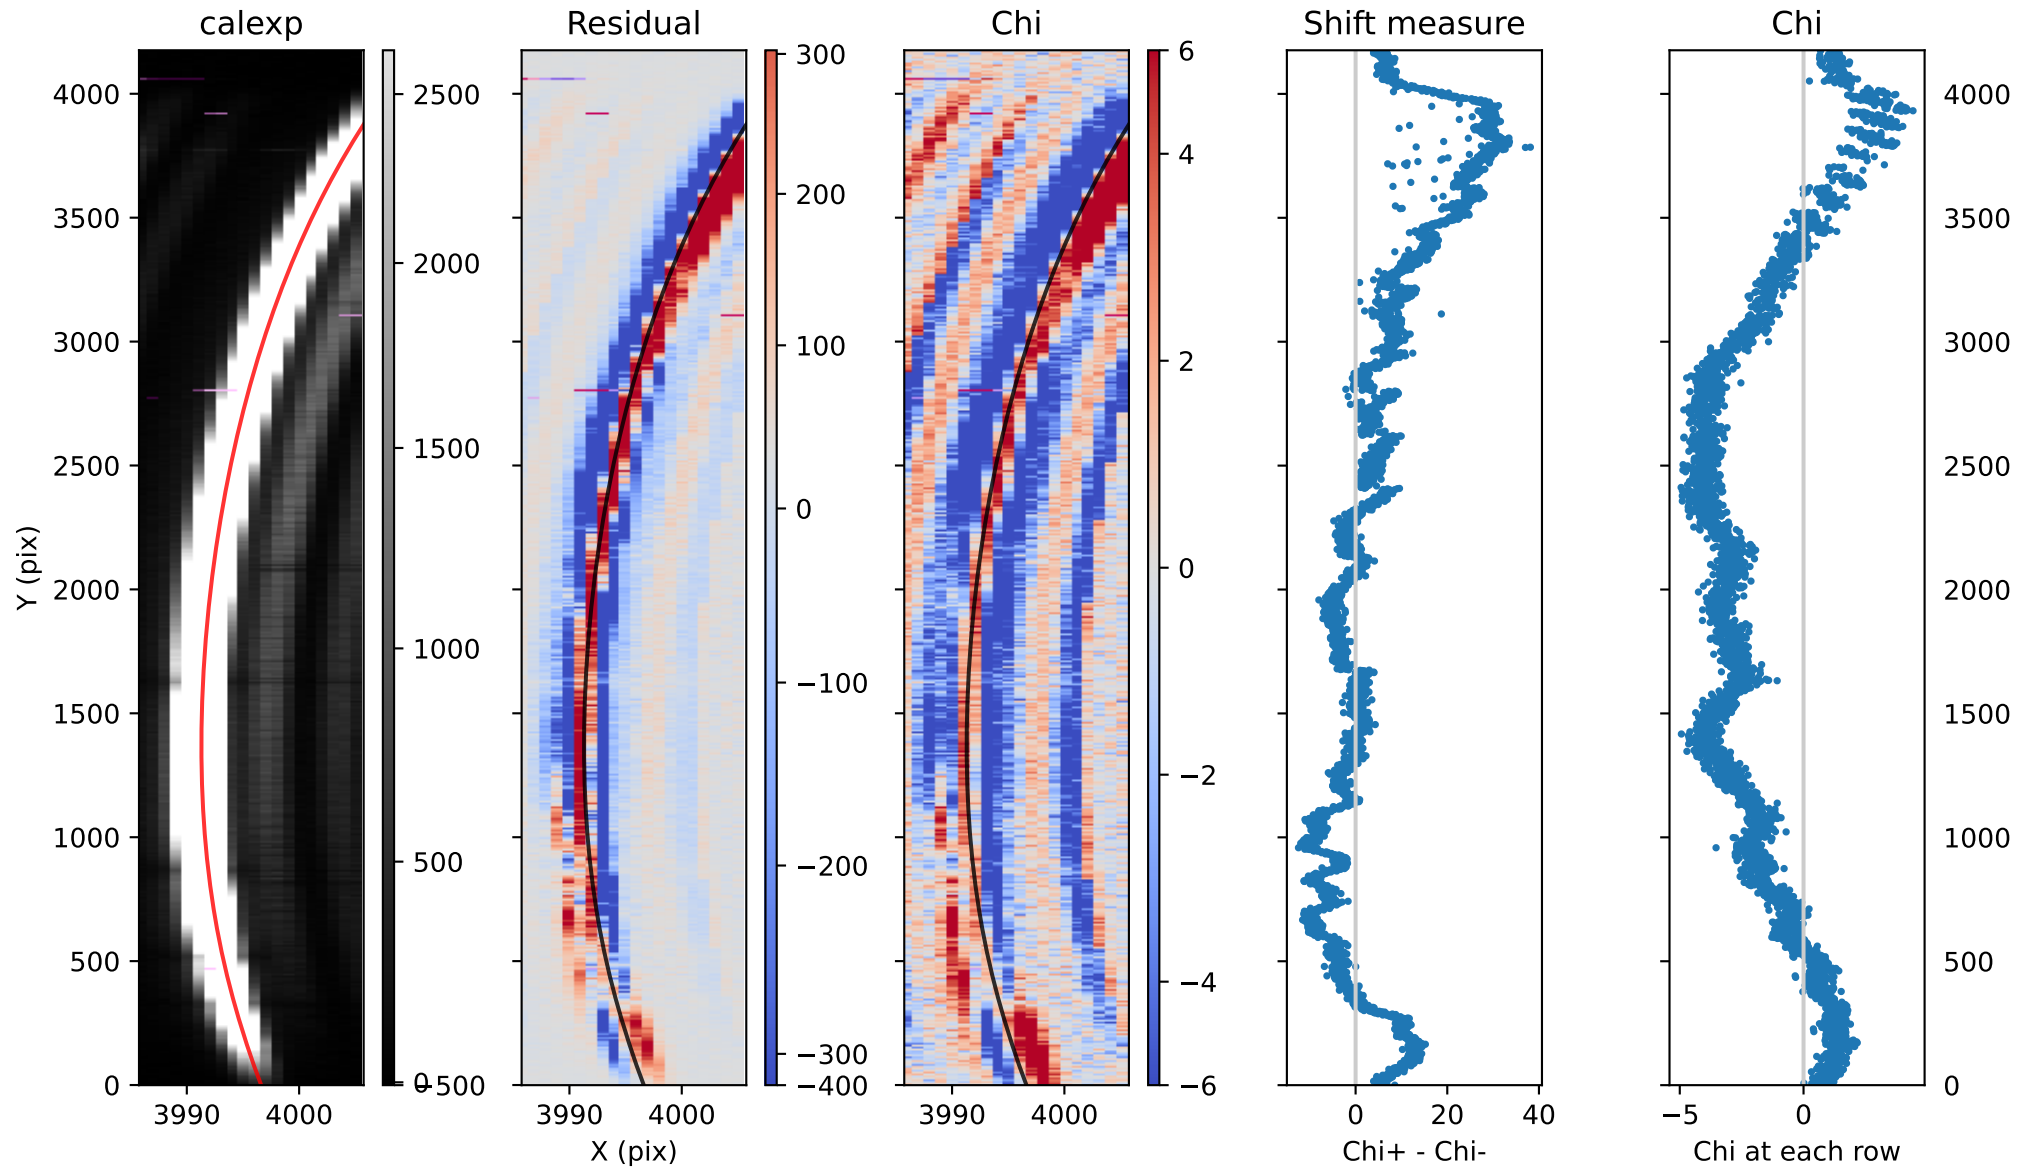 calexp Residual Chi Shift measure Chi
4000 3500 3000 2500 2000 1500 1000 500 0
Y (pix)
3990 4000
2500 2000 1500 1000 500 0 −500
3990 4000
X (pix)
300 200 100 0 −100 −200 −300 −400
3990 4000
6 4 2 0 −2 −4 −6
0 20 40
Chi+ - Chi-
−5 0
Chi at each row
4000 3500 3000 2500 2000 1500 1000 500 0